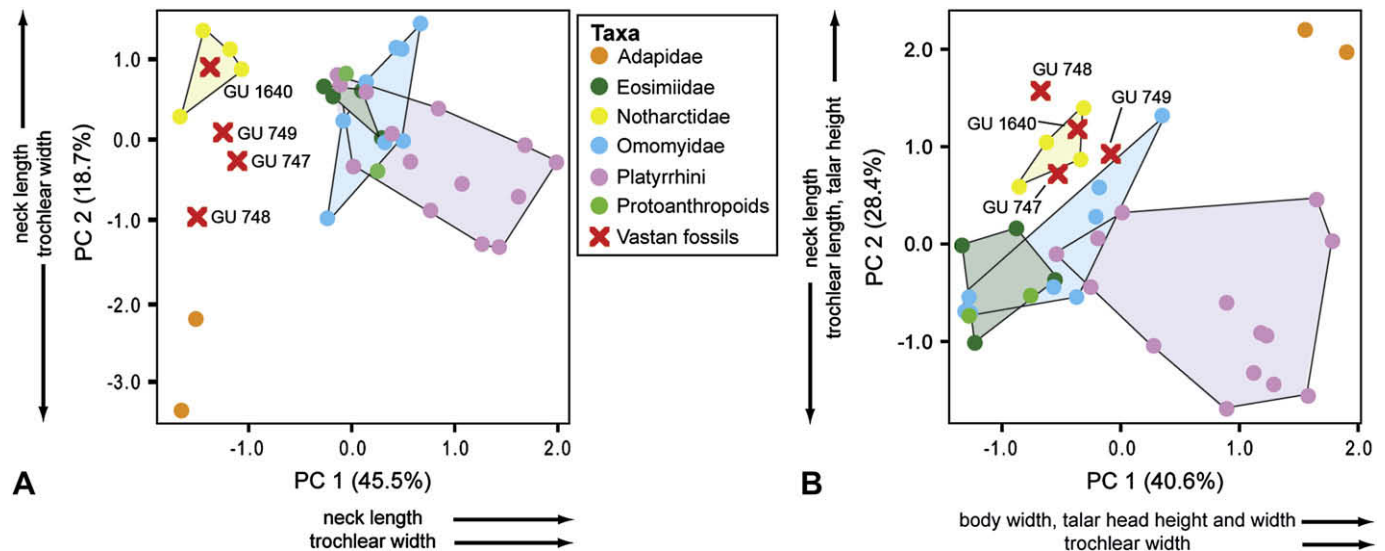 neck length
trochlear width
PC 2 (18.7%)
1.0
0.0
-1.0
-2.0
-3.0
GU 1640
GU 749
GU 747
GU 748
-1.0 0.0 1.0 2.0
PC 1 (45.5%)
A
neck length
trochlear width
Taxa
Adapidae
Eosimiidae
Notharctidae
Omomyidae
Platyrrhini
Protoanthropoids
Vastan fossils
neck length
trochlear length, talar height
PC 2 (28.4%)
2.0
1.0
0.0
-1.0
GU 748
GU 749
GU 1640
GU 747
-1.0 0.0 1.0 2.0
PC 1 (40.6%)
B
body width, talar head height and width
trochlear width